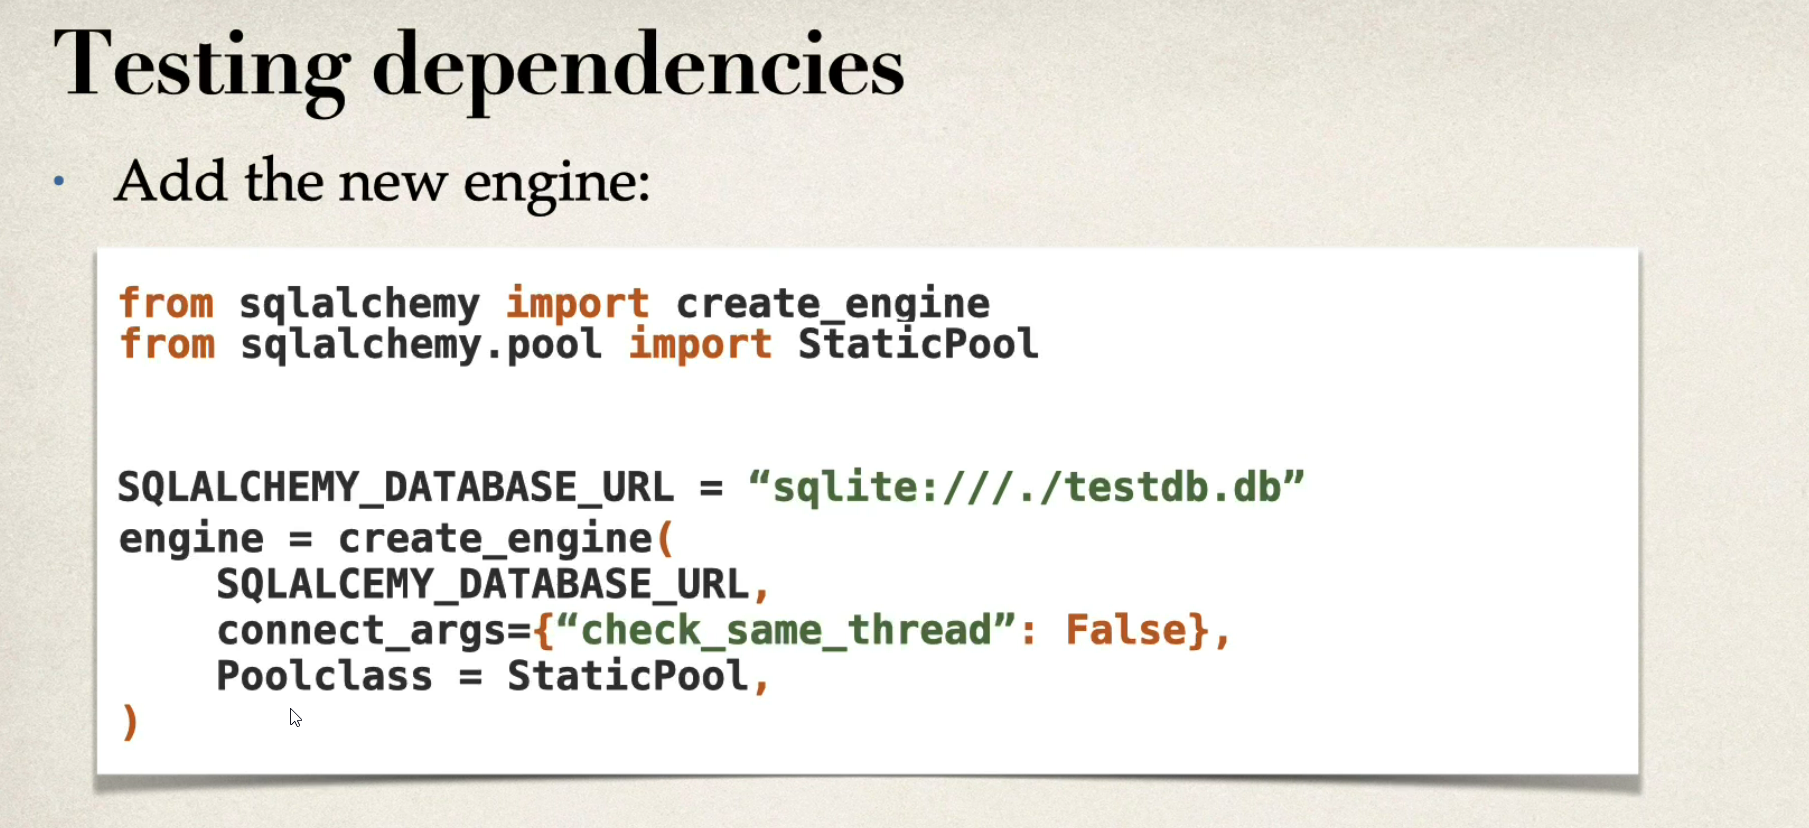 Testing dependencies
• Add the new engine:
from sqlalchemy import create_engine
from sqlalchemy.pool import StaticPool
SQLALCHEMY_DATABASE_URL = “sqlite:///./testdb.db”
engine = create_engine(
SQLALCEMY_DATABASE_URL,
connect_args={“check_same_thread”: False},
Poolclass = StaticPool,
)